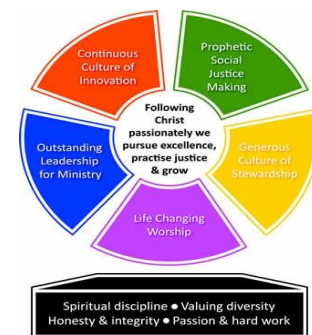 Continuous
Culture of
Innovation
Prophetic
Social
Justice
Making
Following
Christ
passionately we
pursue excellence,
practise justice
& grow
Outstanding
Leadership
for Ministry
Generous
Culture of
Stewardship
Life Changing
Worship
Spiritual discipline ● Valuing diversity
Honesty & integrity ● Passion & hard work